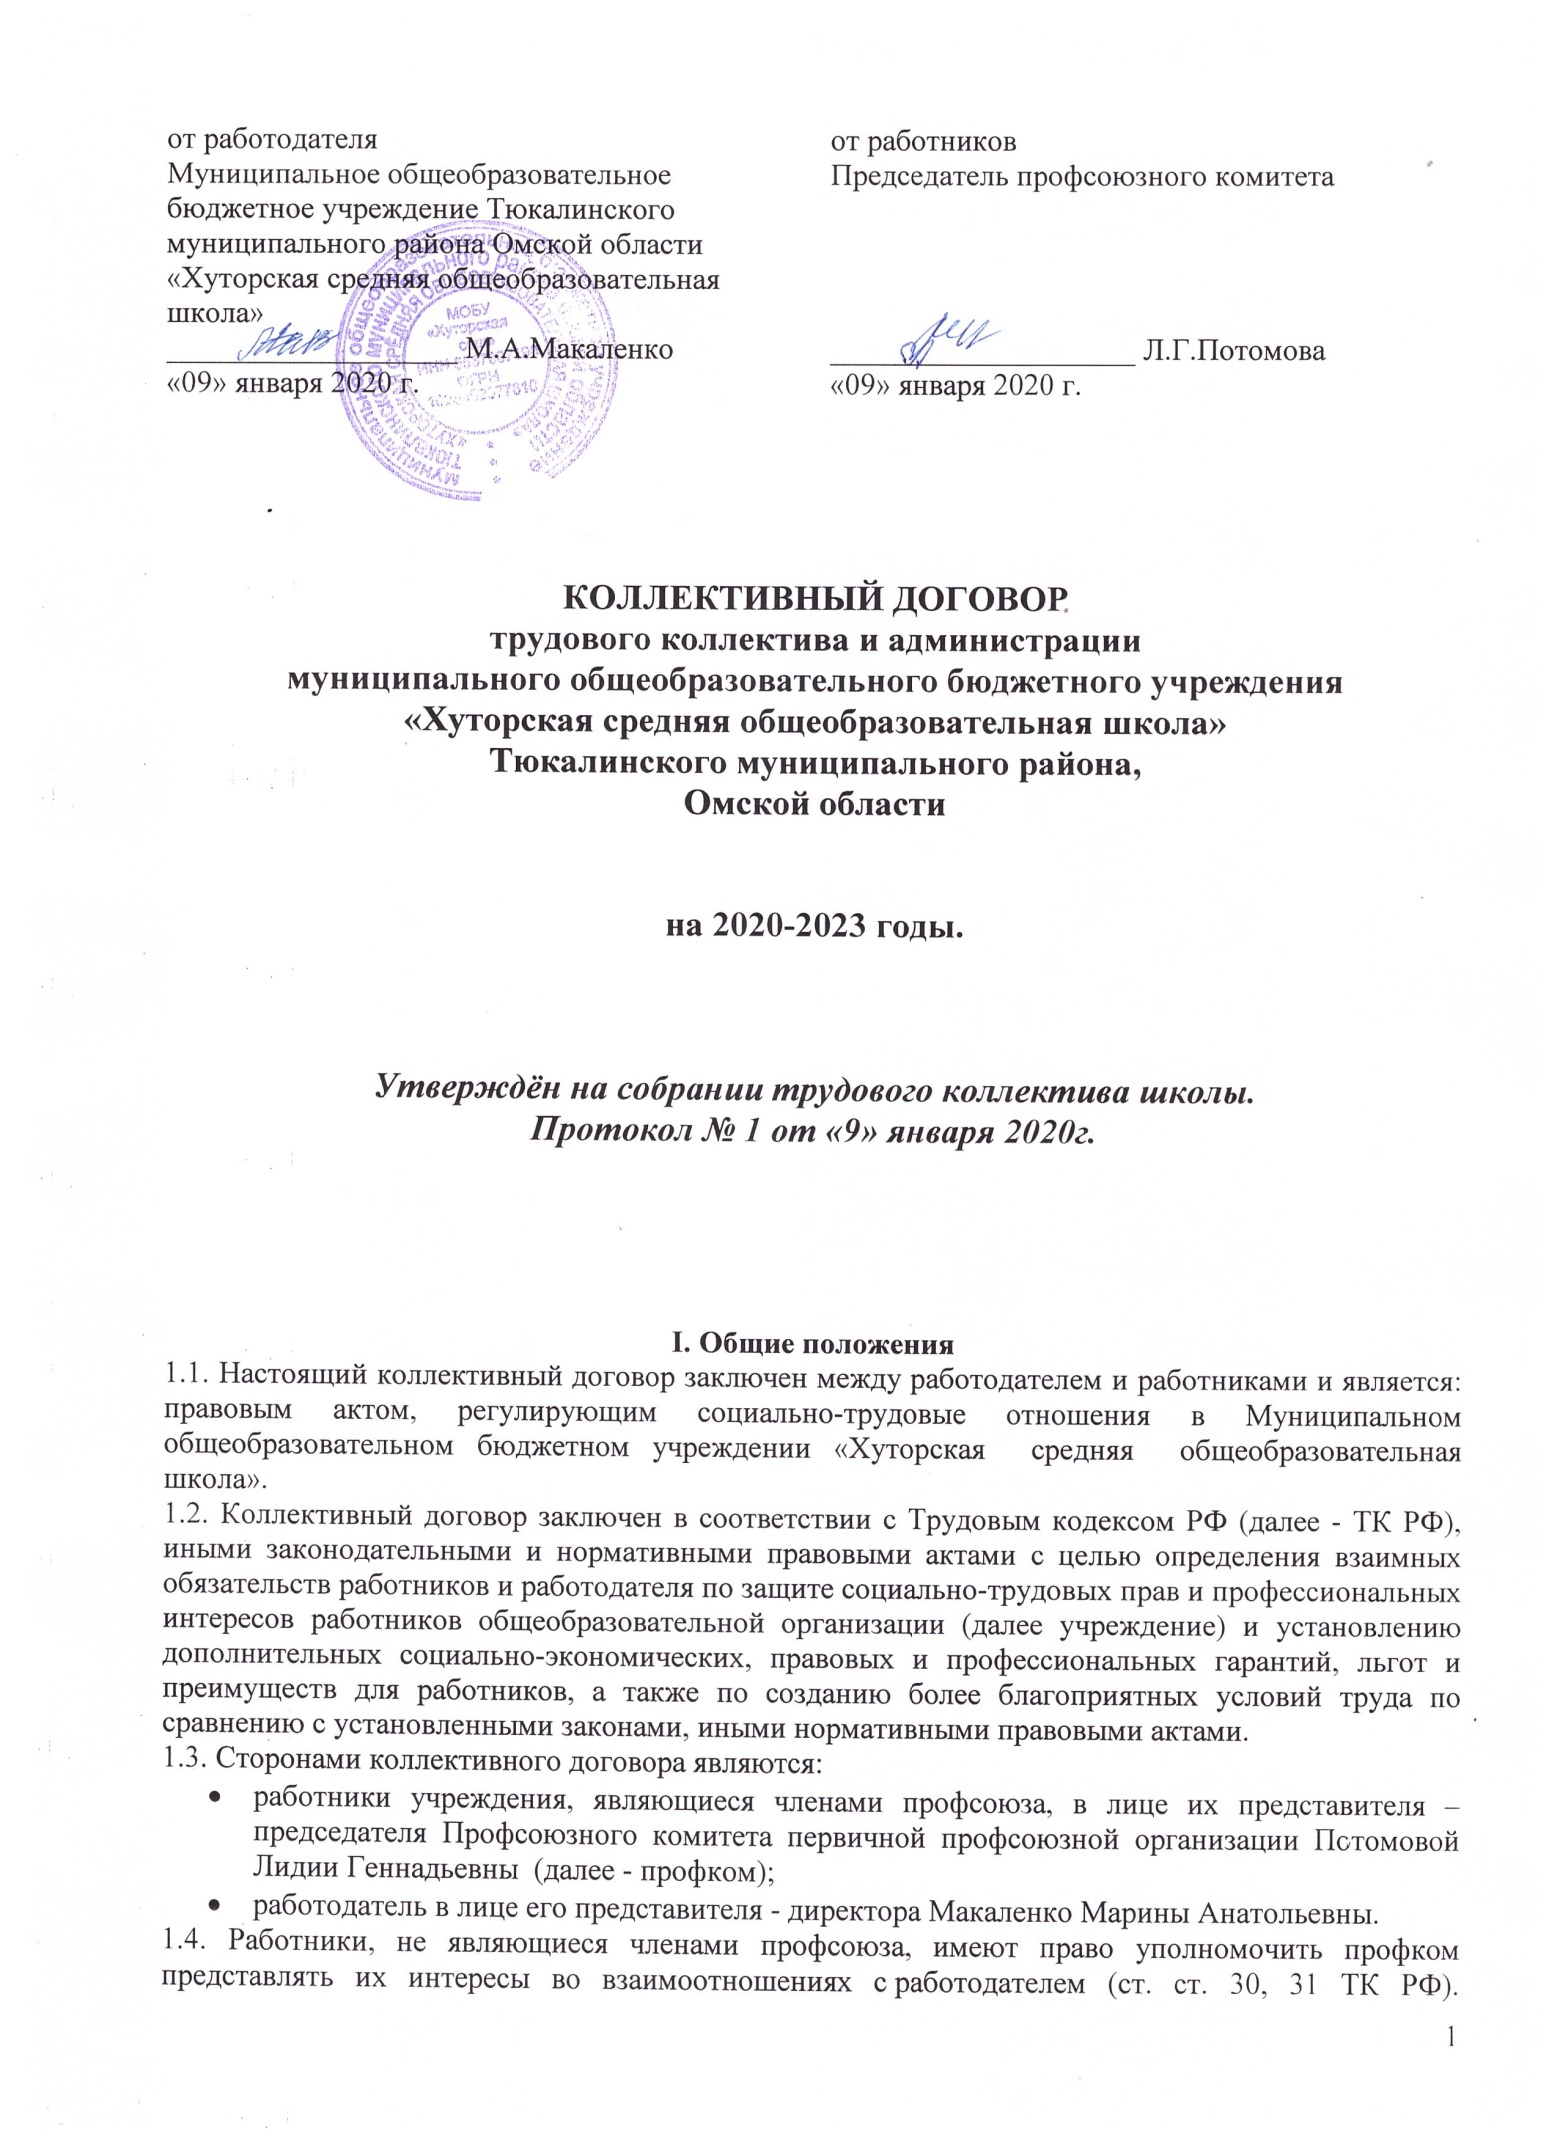 от работодателя
Муниципальное общеобразовательное
бюджетное учреждение Тюкалинского
муниципального района Омской области
«Хуторская средняя общеобразовательная
школа»
___________________ М.А.Макаленко
«09» января 2020 г.
от работников
Председатель профсоюзного комитета
____________________ Л.Г.Потомова
«09» января 2020 г.
МОБУ
«Хуторская
ОГРН
КОЛЛЕКТИВНЫЙ ДОГОВОР
трудового коллектива и администрации
муниципального общеобразовательного бюджетного учреждения
«Хуторская средняя общеобразовательная школа»
Тюкалинского муниципального района,
Омской области
на 2020-2023 годы.
Утверждён на собрании трудового коллектива школы.
Протокол № 1 от «9» января 2020г.
I. Общие положения
1.1. Настоящий коллективный договор заключен между работодателем и работниками и является:
правовым актом, регулирующим социально-трудовые отношения в Муниципальном
общеобразовательном бюджетном учреждении «Хуторская средняя общеобразовательная
школа».
1.2. Коллективный договор заключен в соответствии с Трудовым кодексом РФ (далее - ТК РФ),
иными законодательными и нормативными правовыми актами с целью определения взаимных
обязательств работников и работодателя по защите социально-трудовых прав и профессиональных
интересов работников общеобразовательной организации (далее учреждение) и установлению
дополнительных социально-экономических, правовых и профессиональных гарантий, льгот и
преимуществ для работников, а также по созданию более благоприятных условий труда по
сравнению с установленными законами, иными нормативными правовыми актами.
1.3. Сторонами коллективного договора являются:
• работники учреждения, являющиеся членами профсоюза, в лице их представителя –
председателя Профсоюзного комитета первичной профсоюзной организации Потомовой
Лидии Геннадьевны (далее - профком);
• работодатель в лице его представителя - директора Макаленко Марины Анатольевны.
1.4. Работники, не являющиеся членами профсоюза, имеют право уполномочить профком
представлять их интересы во взаимоотношениях с работодателем (ст. ст. 30, 31 ТК РФ).
1